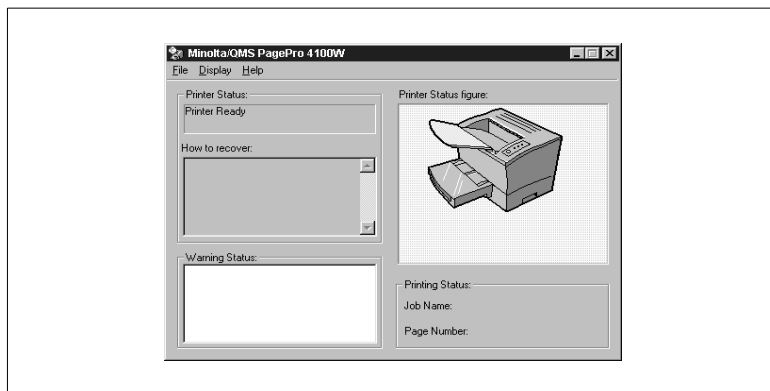 Minolta/QMS PagePro 4100W
File Display Help
Printer Status:
Printer Ready
How to recover:
Warning Status:
Printer Status figure:
Printing Status:
Job Name:
Page Number: